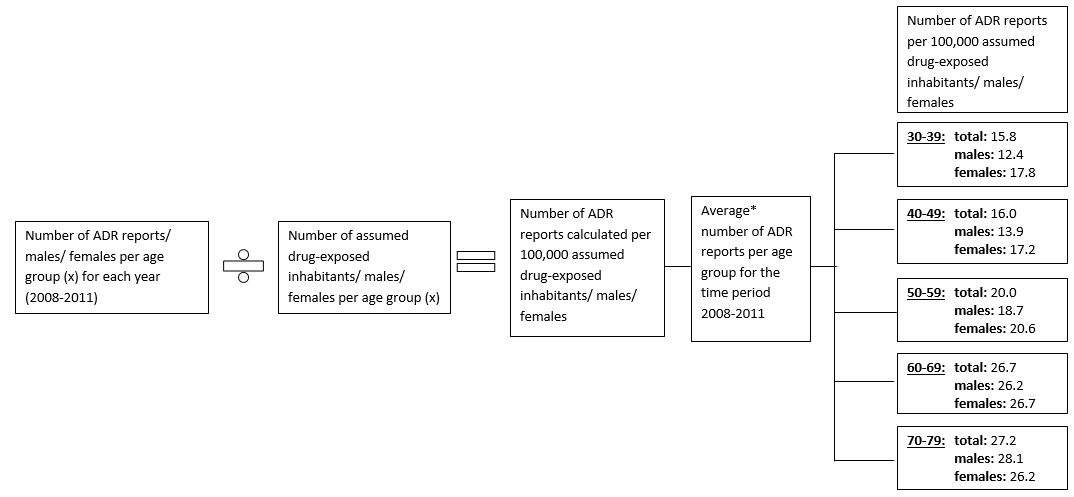 Number of ADR reports/
males/ females per age
group (x) for each year
(2008-2011)
Number of assumed
drug-exposed
inhabitants/ males/
females per age group (x)
Number of ADR
reports calculated per
100,000 assumed
drug-exposed
inhabitants/ males/
females
Average*
number of ADR
reports per age
group for the
time period
2008-2011
Number of ADR reports
per 100,000 assumed
drug-exposed
inhabitants/ males/
females
30-39: total: 15.8
males: 12.4
females: 17.8
40-49: total: 16.0
males: 13.9
females: 17.2
50-59: total: 20.0
males: 18.7
females: 20.6
60-69: total: 26.7
males: 26.2
females: 26.7
70-79: total: 27.2
males: 28.1
females: 26.2